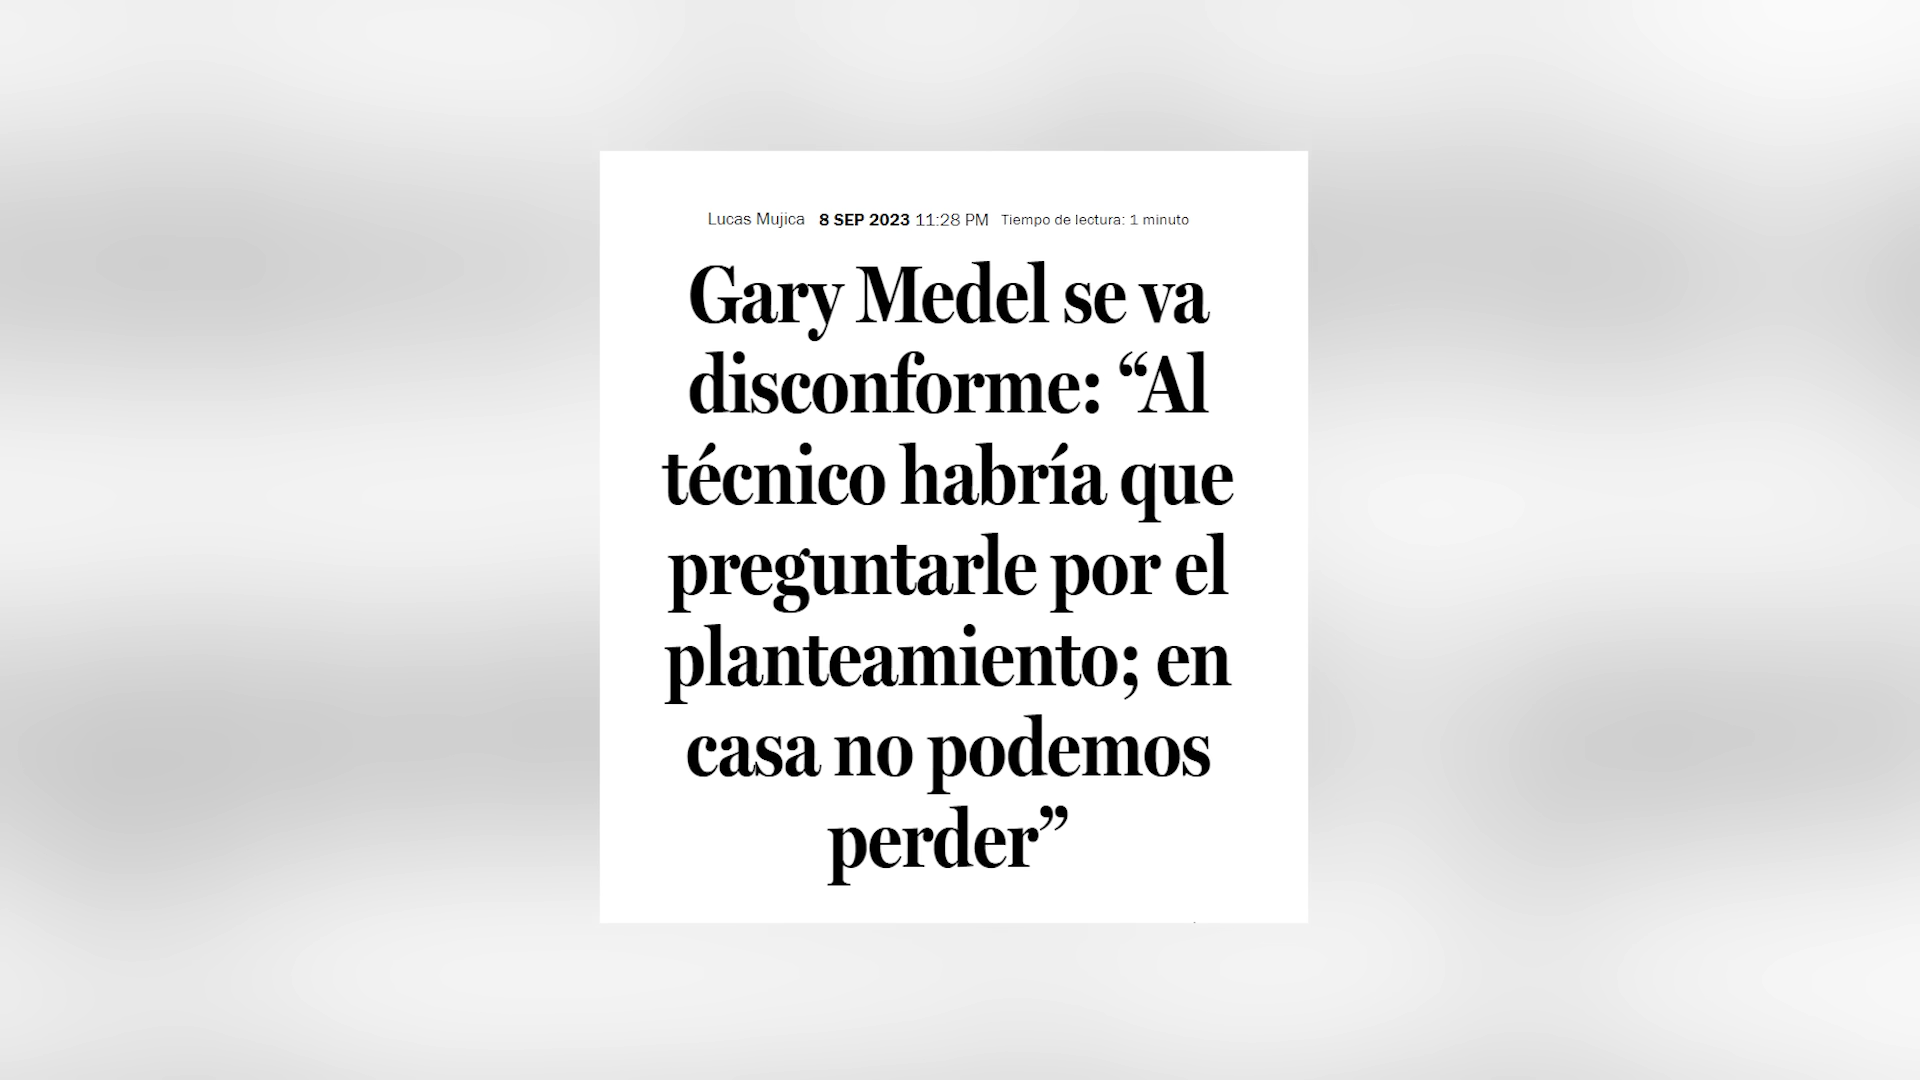 Lucas Mujica 8 SEP 2023 11:28 PM Tiempo de lectura: 1 minuto
Gary Medel se va
disconforme: “Al
técnico habría que
preguntarle por el
planteamiento; en
casa no podemos
perder”